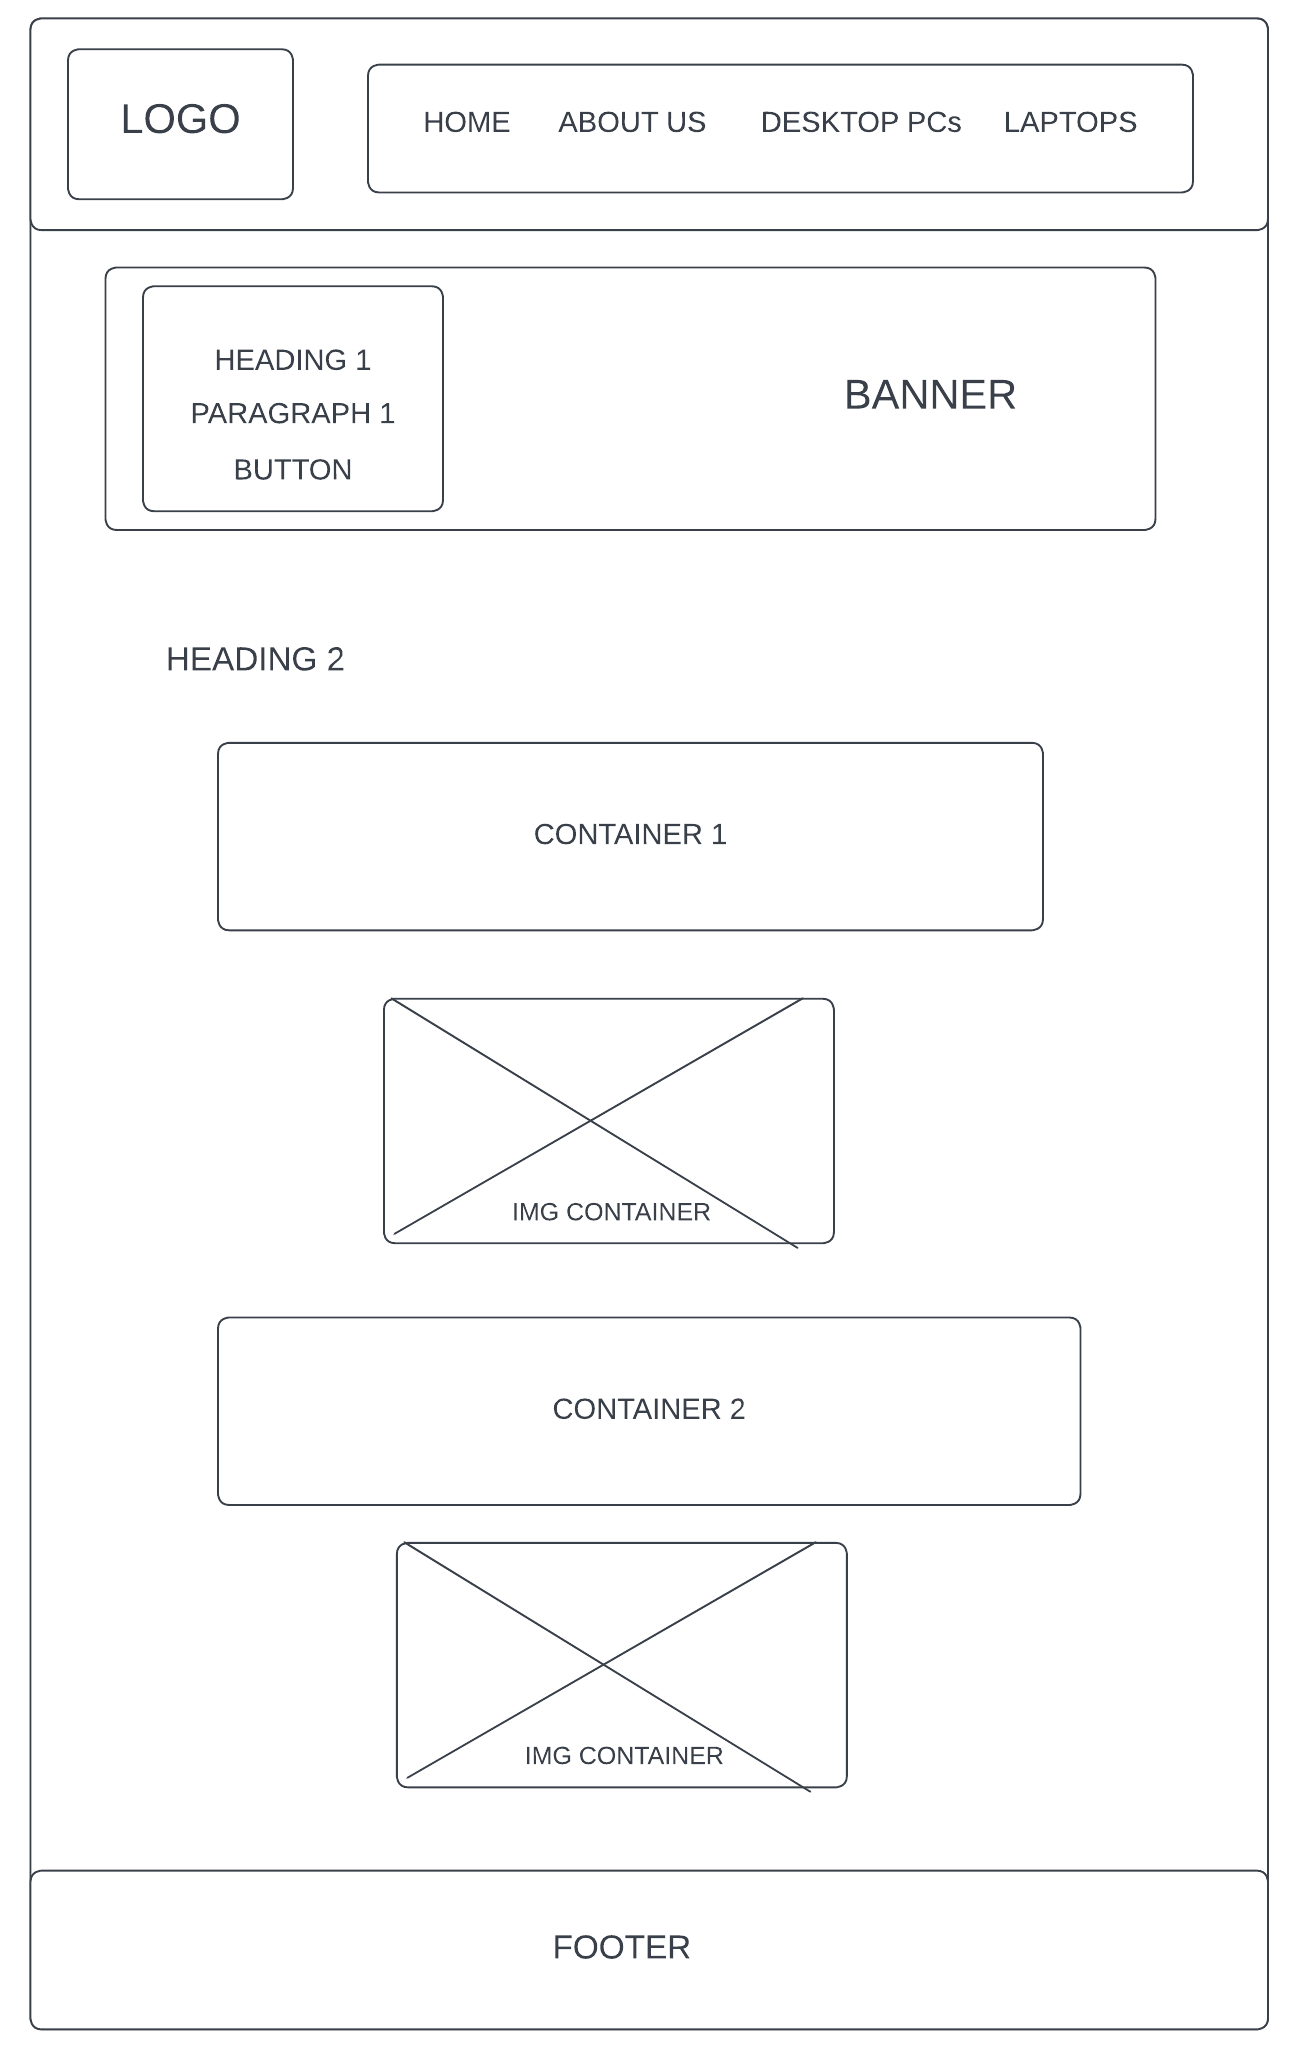 LOGO
HOME ABOUT US DESKTOP PCs LAPTOPS
HEADING 1
PARAGRAPH 1
BUTTON
BANNER
HEADING 2
CONTAINER 1
IMG CONTAINER
CONTAINER 2
IMG CONTAINER
FOOTER